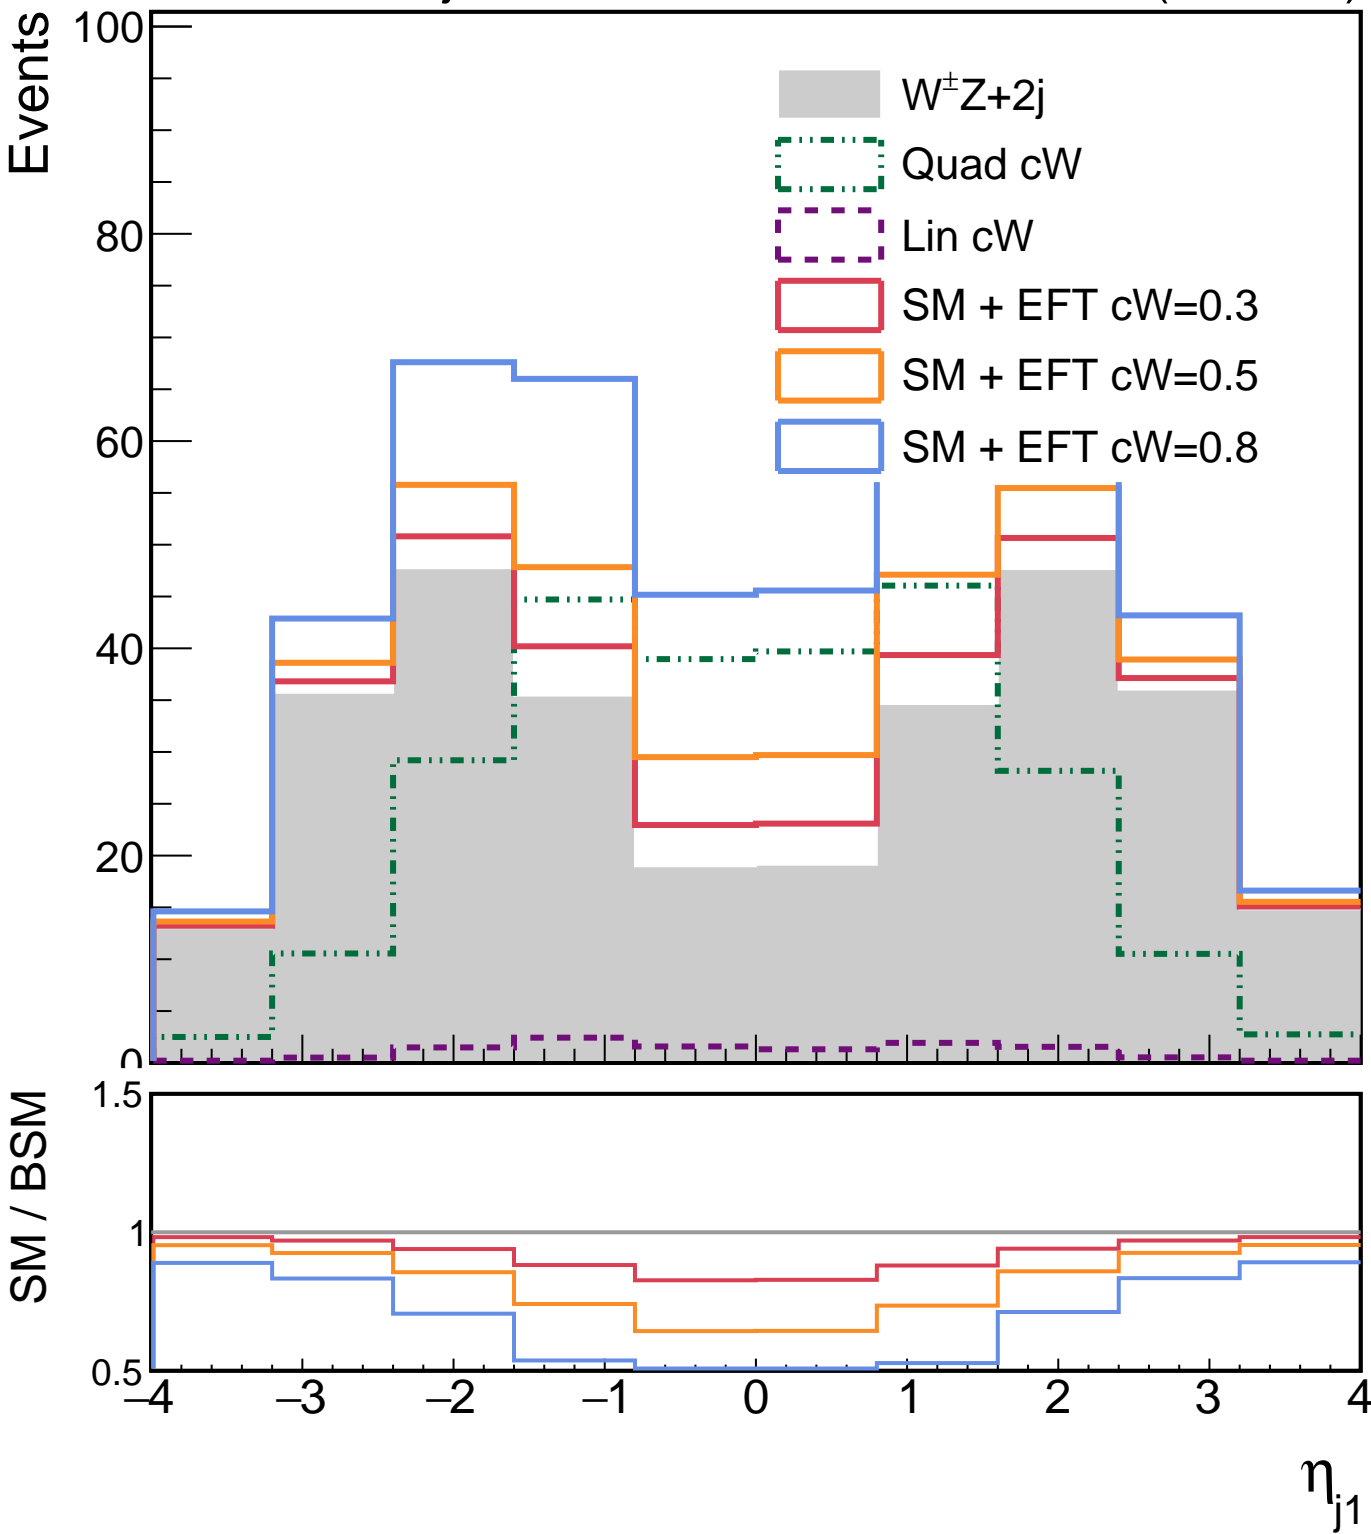 Events
100
80
60
40
20
0
W±Z+2j
Quad cW
Lin cW
SM + EFT cW=0.3
SM + EFT cW=0.5
SM + EFT cW=0.8
SM / BSM
1.5
1
0.5
−4 −3 −2 −1 0 1 2 3 4
ηj1